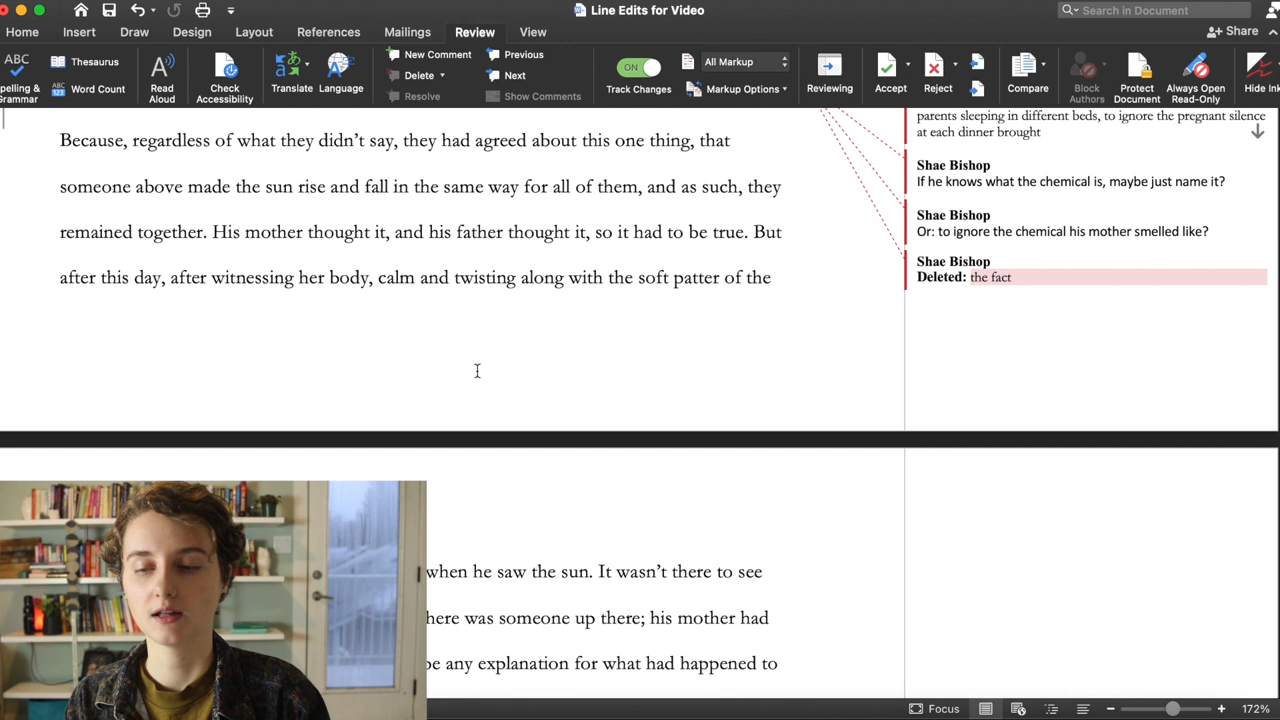 Line Edits for Video
Search in Document
Home Insert Draw Design Layout References Mailings Review View
Share
ABC
Spelling & Grammar
Thesaurus
ABC 123 Word Count
Read Aloud
Check Accessibility
Translate
Language
New Comment
Delete
Resolve
Previous
Next
Show Comments
ON
Track Changes
All Markup
Markup Options
Reviewing
Accept
Reject
Compare
Block Authors
Protect Document
Always Open Read-Only
Hide Ink
Because, regardless of what they didn’t say, they had agreed about this one thing, that
someone above made the sun rise and fall in the same way for all of them, and as such, they
remained together. His mother thought it, and his father thought it, so it had to be true. But
after this day, after witnessing her body, calm and twisting along with the soft patter of the
parents sleeping in different beds, to ignore the pregnant silence
at each dinner brought
Shae Bishop
If he knows what the chemical is, maybe just name it?
Shae Bishop
Or: to ignore the chemical his mother smelled like?
Shae Bishop
Deleted: the fact
when he saw the sun. It wasn’t there to see
here was someone up there; his mother had
be any explanation for what had happened to
Focus
172%